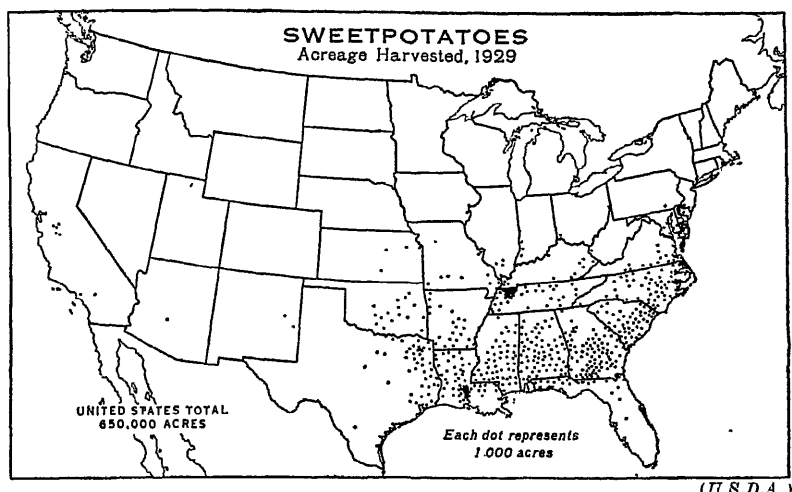 SWEETPOTATOES
Acreage Harvested, 1929
UNITED STATES TOTAL
650,000 ACRES
Each dot represents
1.000 acres
(U.S.D.A.)